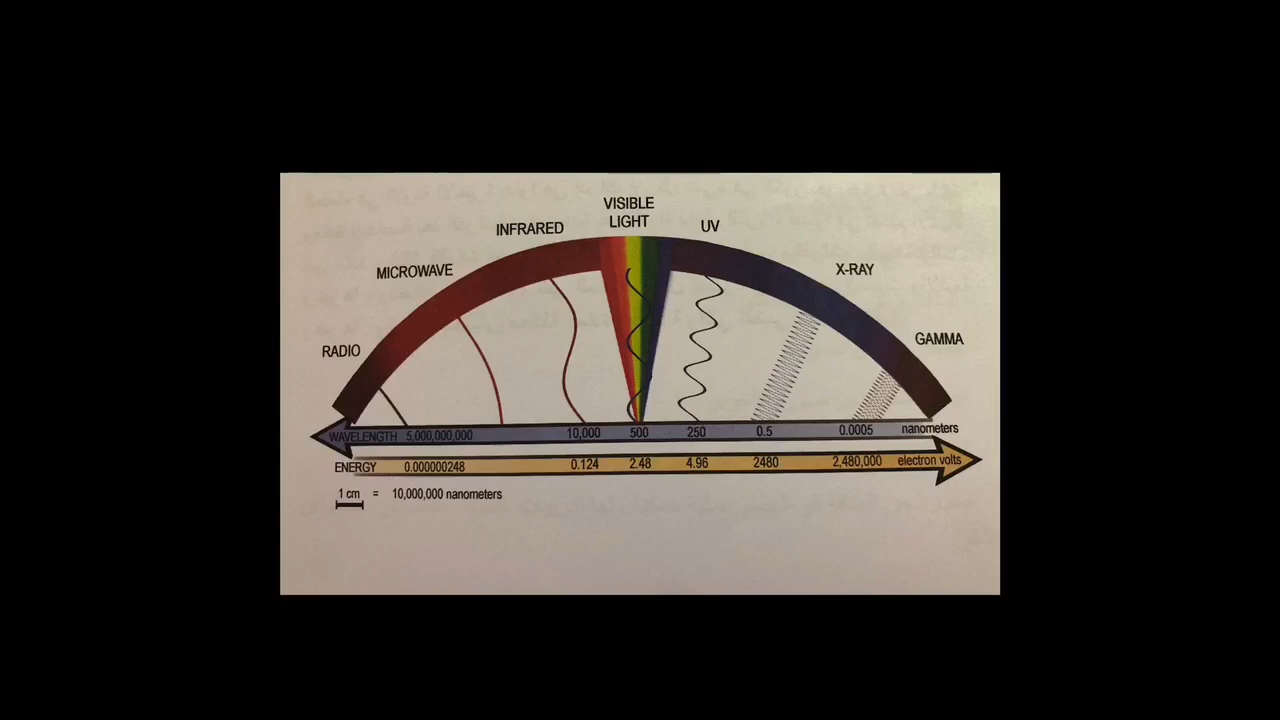 VISIBLE
LIGHT
INFRARED
UV
MICROWAVE
X-RAY
RADIO
GAMMA
WAVELENGTH 5,000,000,000 10,000 500 250 0.5 0.0005 nanometers
ENERGY 0.000000248 0.124 2.48 4.96 2480 2,480,000 electron volts
1 cm = 10,000,000 nanometers